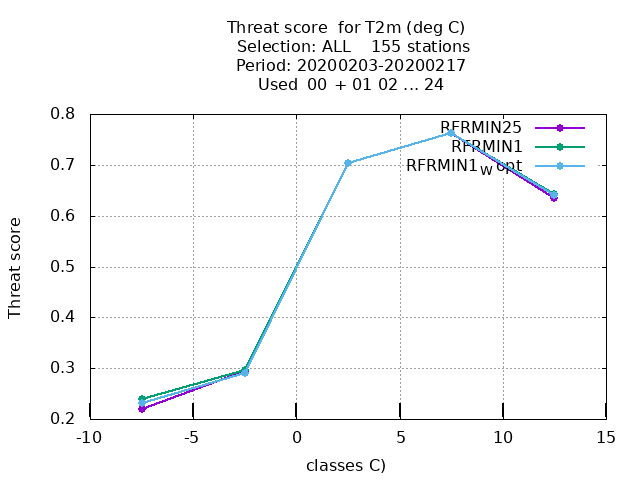 Threat score  for T2m (deg C)
Selection: ALL    155 stations
Period: 20200203-20200217
Used  00  + 01 02 ... 24
0.8
RFRMIN25
RFRMIN1
RFRMIN1w opt
0.7
0.6
0.5
0.4
0.3
0.2
Threat score
-10
-5
0
5
10
15
classes C)